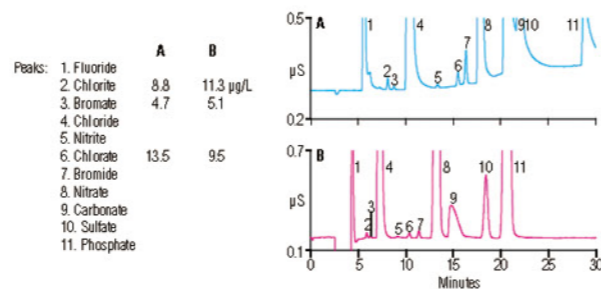 A B
Peaks: 1. Fluoride
2. Chlorite 8.8 11.3 µg/L
3. Bromate 4.7 5.1
4. Chloride
5. Nitrite
6. Chlorate 13.5 9.5
7. Bromide
8. Nitrate
9. Carbonate
10. Sulfate
11. Phosphate
0.5 A
µS
0.2
1 2 3 4 5 6 7 8 9 10 11
0.7 B
µS
0.1
1 2 3 4 5 6 7 8 9 10 11
0 5 10 15 20 25 30
Minutes